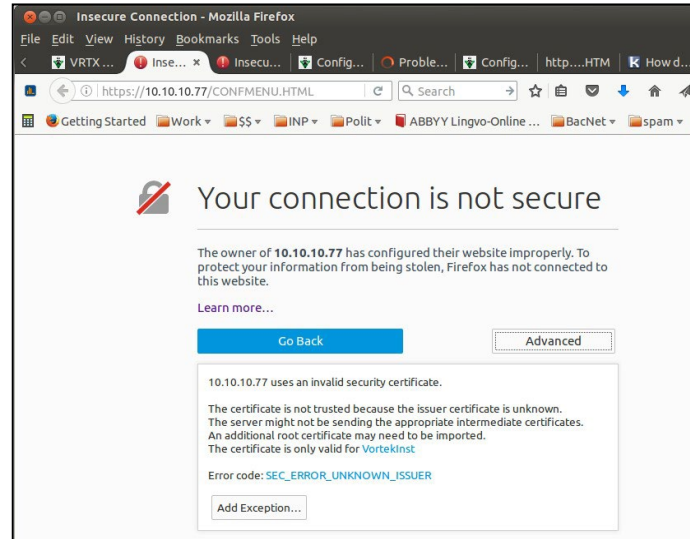 Insecure Connection - Mozilla Firefox
File Edit View History Bookmarks Tools Help
VRTX ... Inse... × Insecu... Config... Proble... Config... http....HTM How d...
https://10.10.10.77/CONFMENU.HTML Search
Getting Started Work $$ INP Polit ABBYY Lingvo-Online ... BacNet spam
Your connection is not secure
The owner of 10.10.10.77 has configured their website improperly. To
protect your information from being stolen, Firefox has not connected to
this website.
Learn more...
Go Back Advanced
10.10.10.77 uses an invalid security certificate.
The certificate is not trusted because the issuer certificate is unknown.
The server might not be sending the appropriate intermediate certificates.
An additional root certificate may need to be imported.
The certificate is only valid for VortekInst
Error code: SEC_ERROR_UNKNOWN_ISSUER
Add Exception...